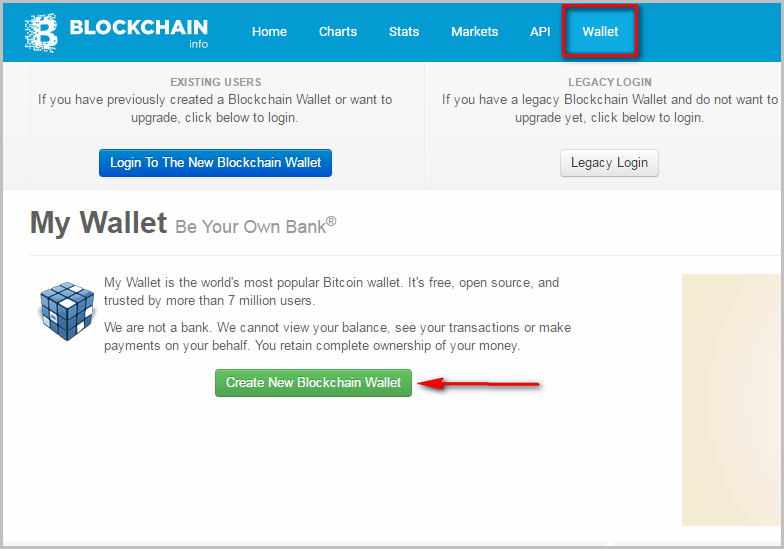 BLOCKCHAIN
info
Home Charts Stats Markets API Wallet
EXISTING USERS
If you have previously created a Blockchain Wallet or want to
upgrade, click below to login.
Login To The New Blockchain Wallet
LEGACY LOGIN
If you have a legacy Blockchain Wallet and do not want to
upgrade yet, click below to login.
Legacy Login
My Wallet Be Your Own Bank®
My Wallet is the world's most popular Bitcoin wallet. It's free, open source, and
trusted by more than 7 million users.
We are not a bank. We cannot view your balance, see your transactions or make
payments on your behalf. You retain complete ownership of your money.
Create New Blockchain Wallet